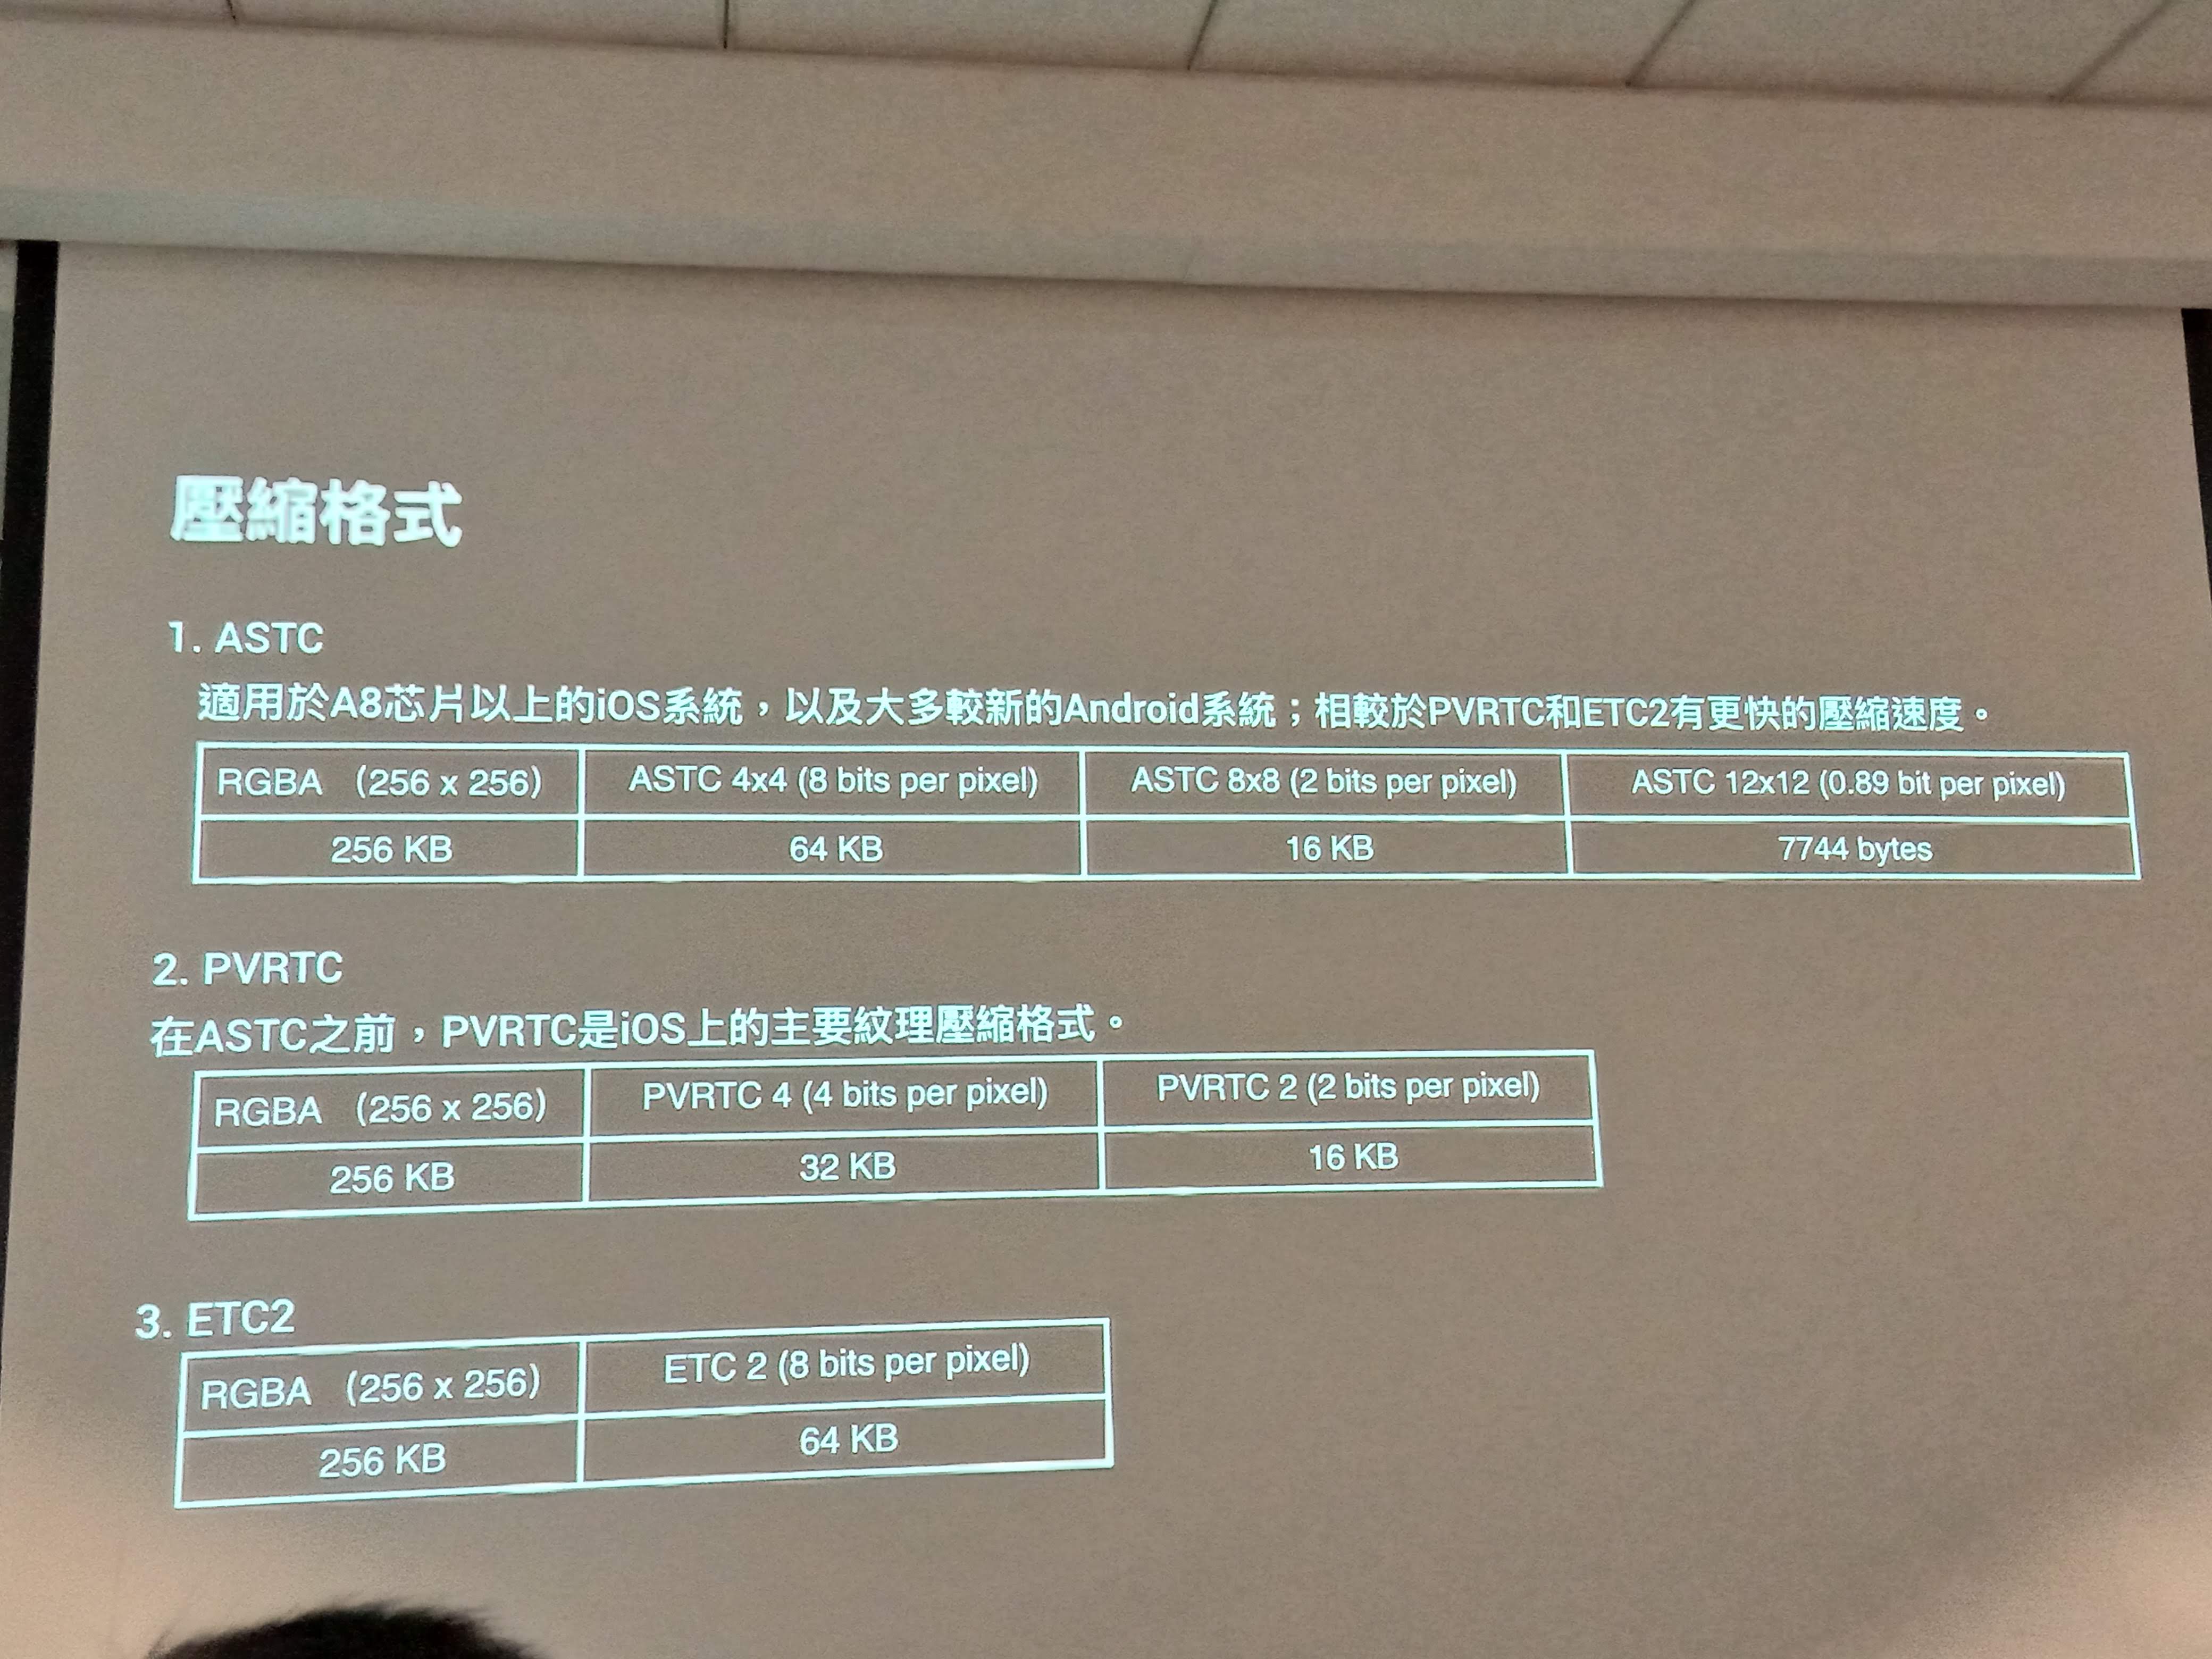 壓縮格式
1. ASTC
適用於A8芯片以上的iOS系統，以及大多較新的Android系統；相較於PVRTC和ETC2有更快的壓縮速度。
RGBA （256 x 256） ASTC 4x4 (8 bits per pixel) ASTC 8x8 (2 bits per pixel) ASTC 12x12 (0.89 bit per pixel)
256 KB 64 KB 16 KB 7744 bytes
2. PVRTC
在ASTC之前，PVRTC是iOS上的主要紋理壓縮格式。
RGBA （256 x 256） PVRTC 4 (4 bits per pixel) PVRTC 2 (2 bits per pixel)
256 KB 32 KB 16 KB
3. ETC2
RGBA （256 x 256） ETC 2 (8 bits per pixel)
256 KB 64 KB